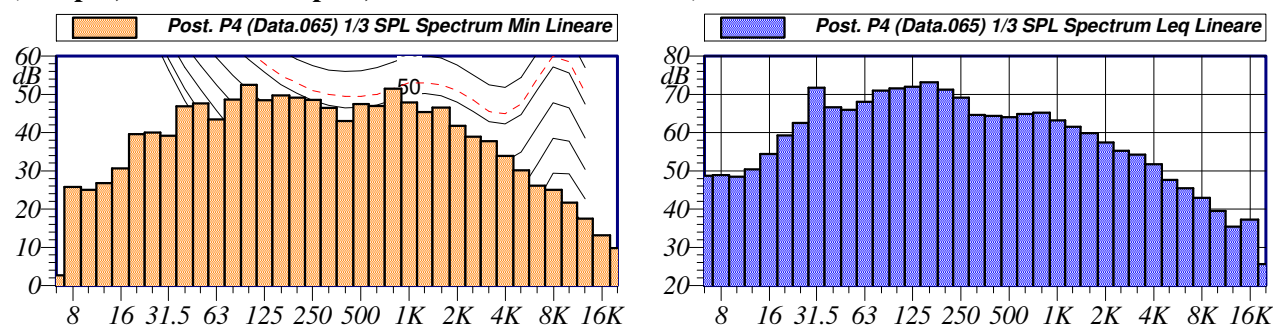 Post. P4 (Data.065) 1/3 SPL Spectrum Min Lineare
60
dB
50
40
30
20
10
0
50
8 16 31.5 63 125 250 500 1K 2K 4K 8K 16K
Post. P4 (Data.065) 1/3 SPL Spectrum Leq Lineare
80
dB
70
60
50
40
30
20
8 16 31.5 63 125 250 500 1K 2K 4K 8K 16K